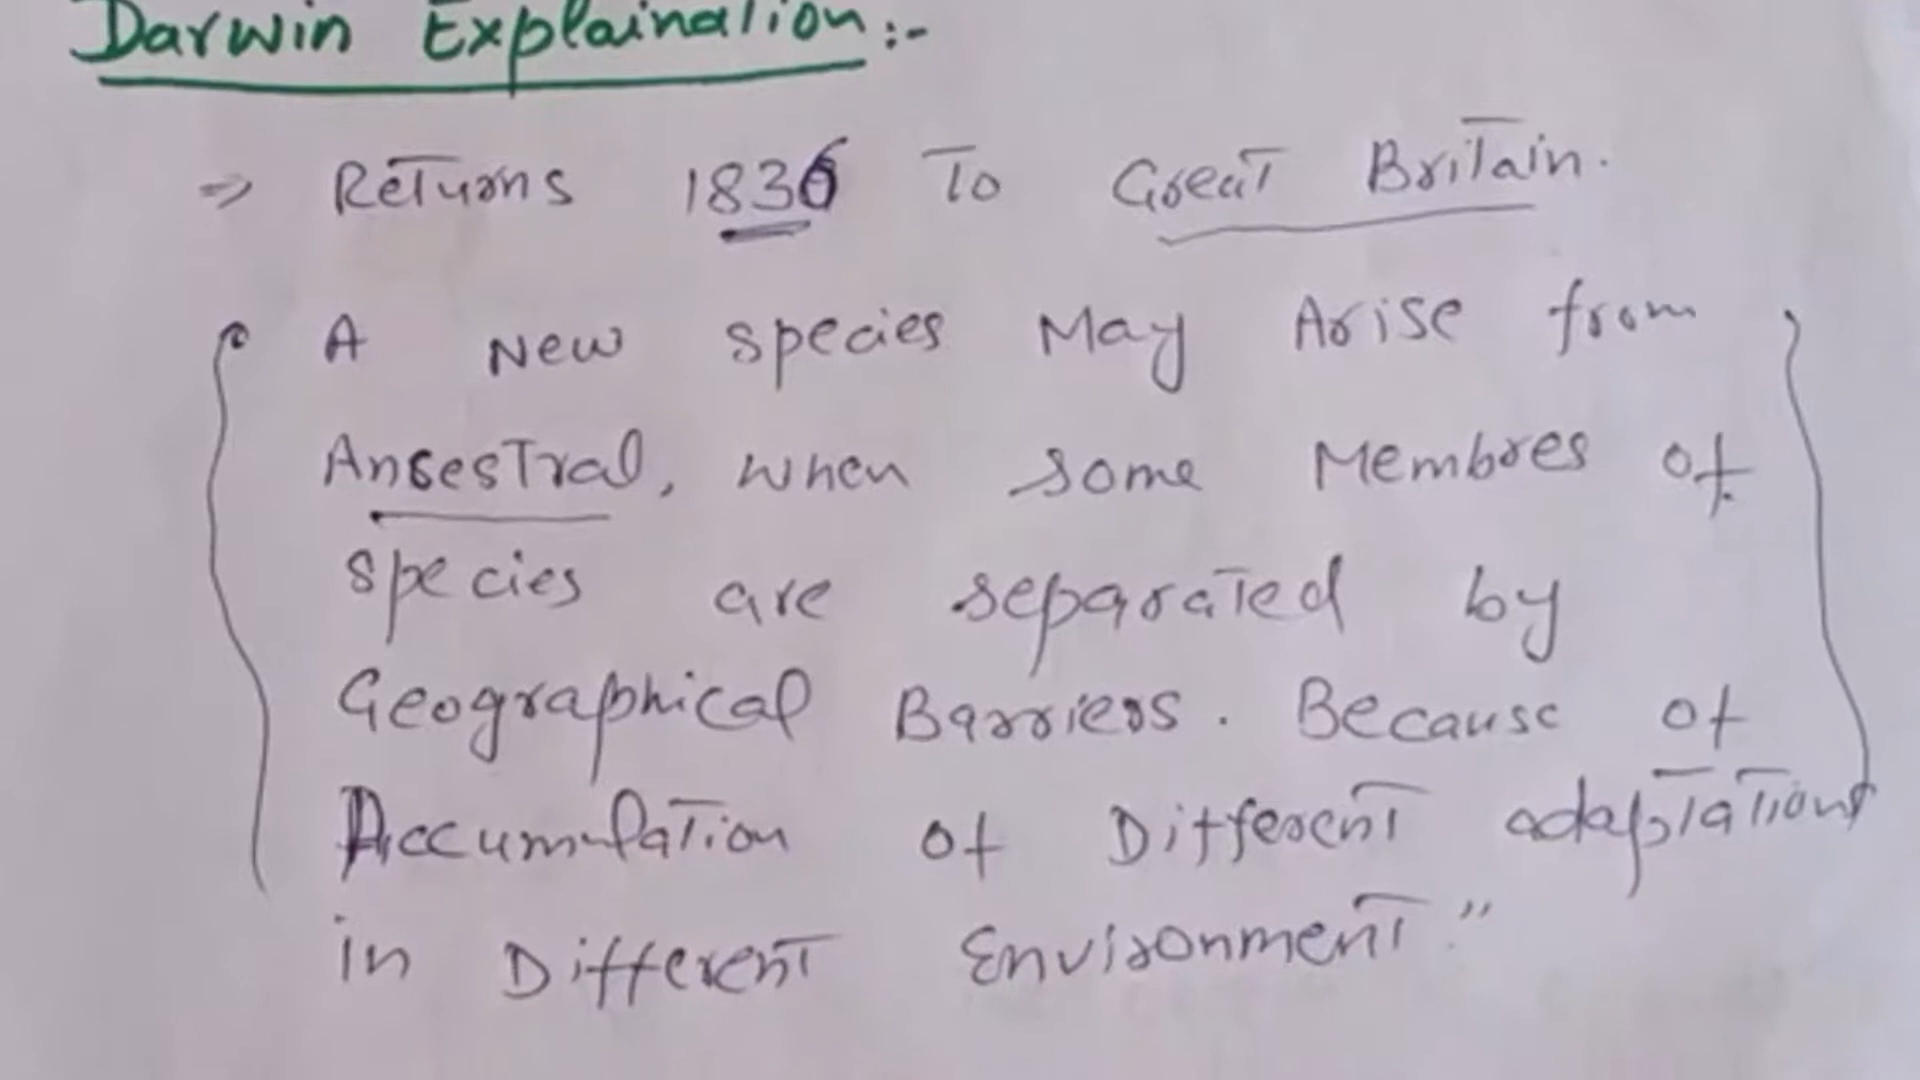 Darwin Explaination :-
⇒ Returns 1836 To Great Britain.
A New species May Arise from
Ansestral, when some Membres of
species are separated by
Geographical Barriers. Because of
Accumulation of Different adaptations
in Different Environment."